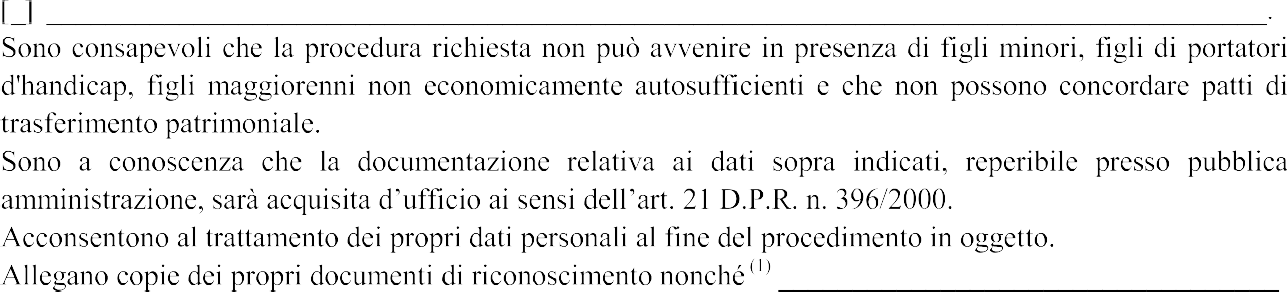 [_] ______________________________________________.
Sono consapevoli che la procedura richiesta non può avvenire in presenza di figli minori, figli di portatori
d'handicap, figli maggiorenni non economicamente autosufficienti e che non possono concordare patti di
trasferimento patrimoniale.
Sono a conoscenza che la documentazione relativa ai dati sopra indicati, reperibile presso pubblica
amministrazione, sarà acquisita d’ufficio ai sensi dell’art. 21 D.P.R. n. 396/2000.
Acconsentono al trattamento dei propri dati personali al fine del procedimento in oggetto.
Allegano copie dei propri documenti di riconoscimento nonché (1) ______________________